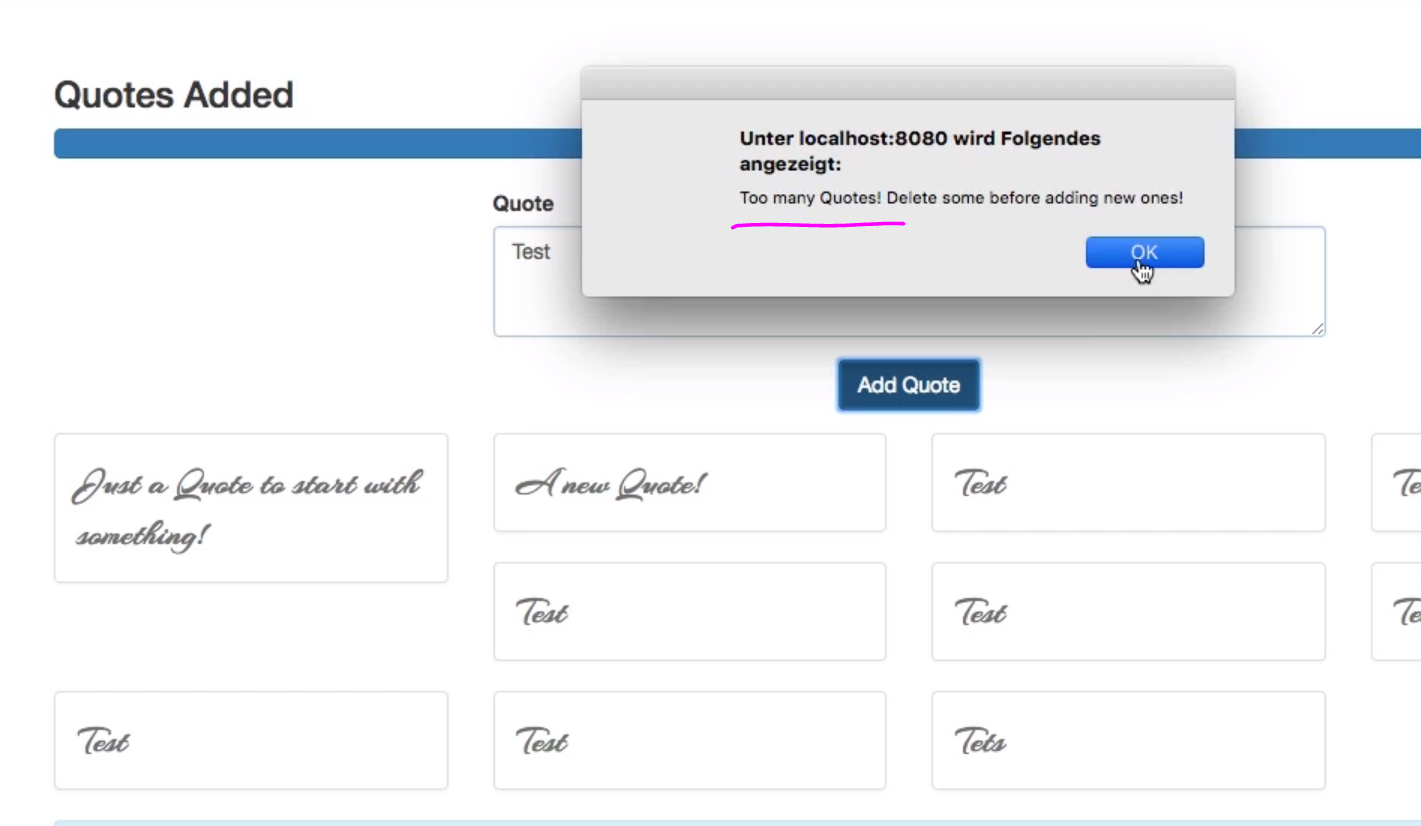 Quotes Added
Unter localhost:8080 wird Folgendes
angezeigt:
Too many Quotes! Delete some before adding new ones!
OK
Quote
Test
Add Quote
Just a Quote to start with
something!
A new Quote!
Test
Te
Test
Test
Te
Test
Test
Tets